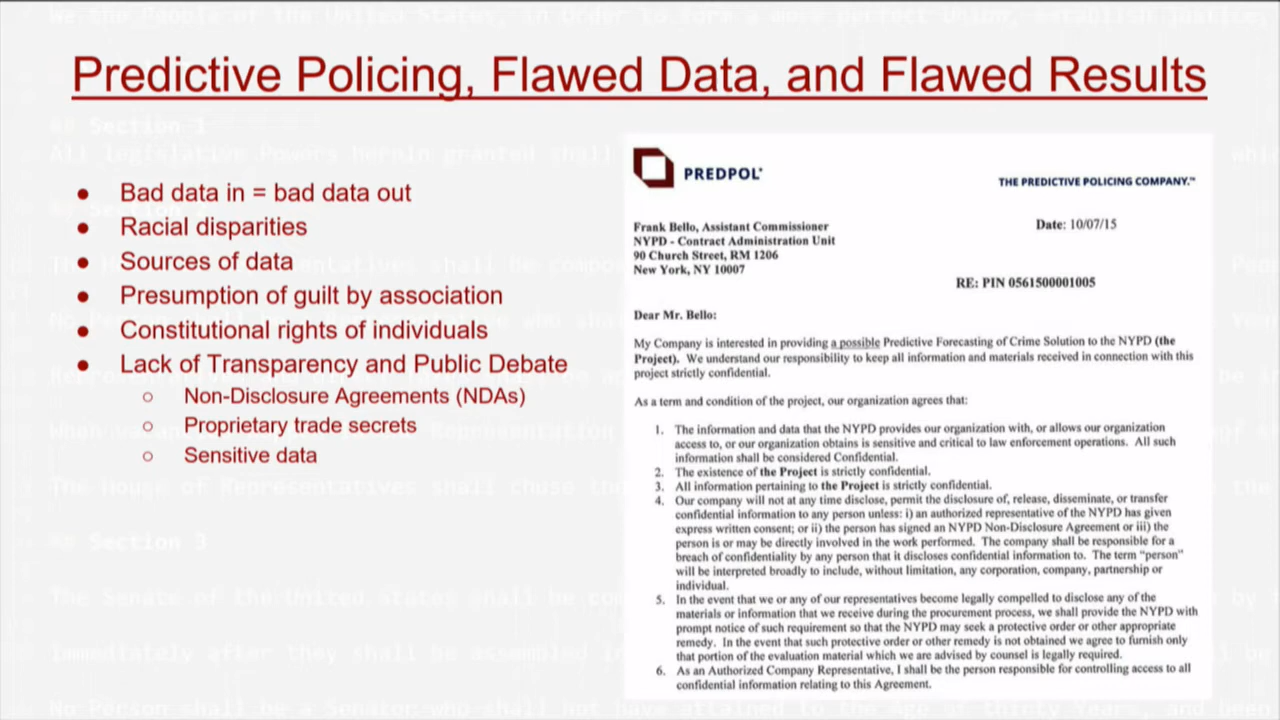 Predictive Policing, Flawed Data, and Flawed Results
● Bad data in = bad data out
● Racial disparities
● Sources of data
● Presumption of guilt by association
● Constitutional rights of individuals
● Lack of Transparency and Public Debate
○ Non-Disclosure Agreements (NDAs)
○ Proprietary trade secrets
○ Sensitive data
PREDPOL
THE PREDICTIVE POLICING COMPANY.™
Frank Bello, Assistant Commissioner
NYPD - Contract Administration Unit
90 Church Street, RM 1206
New York, NY 10007
Date: 10/07/15
RE: PIN 0561500001005
Dear Mr. Bello:
My Company is interested in providing a possible Predictive Forecasting of Crime Solution to the NYPD (the
Project). We understand our responsibility to keep all information and materials received in connection with this
project strictly confidential.
As a term and condition of the project, our organization agrees that:
1. The information and data that the NYPD provides our organization with, or allows our organization
access to, or our organization obtains is sensitive and critical to law enforcement operations. All such
information shall be considered Confidential.
2. The existence of the Project is strictly confidential.
3. All information pertaining to the Project is strictly confidential.
4. Our company will not at any time disclose, permit the disclosure of, release, disseminate, or transfer
confidential information to any person unless: i) an authorized representative of the NYPD has given
express written consent; or ii) the person has signed an NYPD Non-Disclosure Agreement or iii) the
person is or may be directly involved in the work performed. The company shall be responsible for a
breach of confidentiality by any person that it discloses confidential information to. The term "person"
will be interpreted broadly to include, without limitation, any corporation, company, partnership or
individual.
5. In the event that we or any of our representatives become legally compelled to disclose any of the
materials or information that we receive during the procurement process, we shall provide the NYPD with
prompt notice of such requirement so that the NYPD may seek a protective order or other appropriate
remedy. In the event that such protective order or other remedy is not obtained we agree to furnish only
that portion of the evaluation material which we are advised by counsel is legally required.
6. As an Authorized Company Representative, I shall be the person responsible for controlling access to all
confidential information relating to this Agreement.